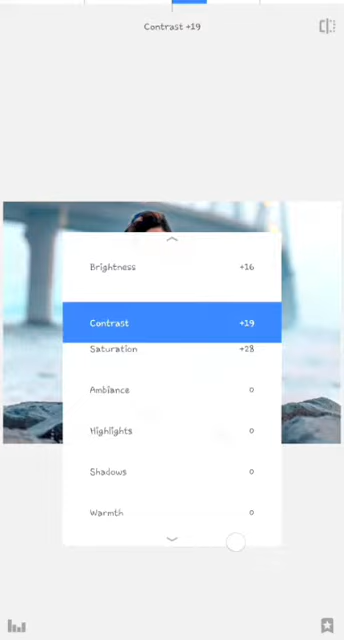 Contrast +19
Brightness +16
Contrast +19
Saturation +28
Ambiance 0
Highlights 0
Shadows 0
Warmth 0